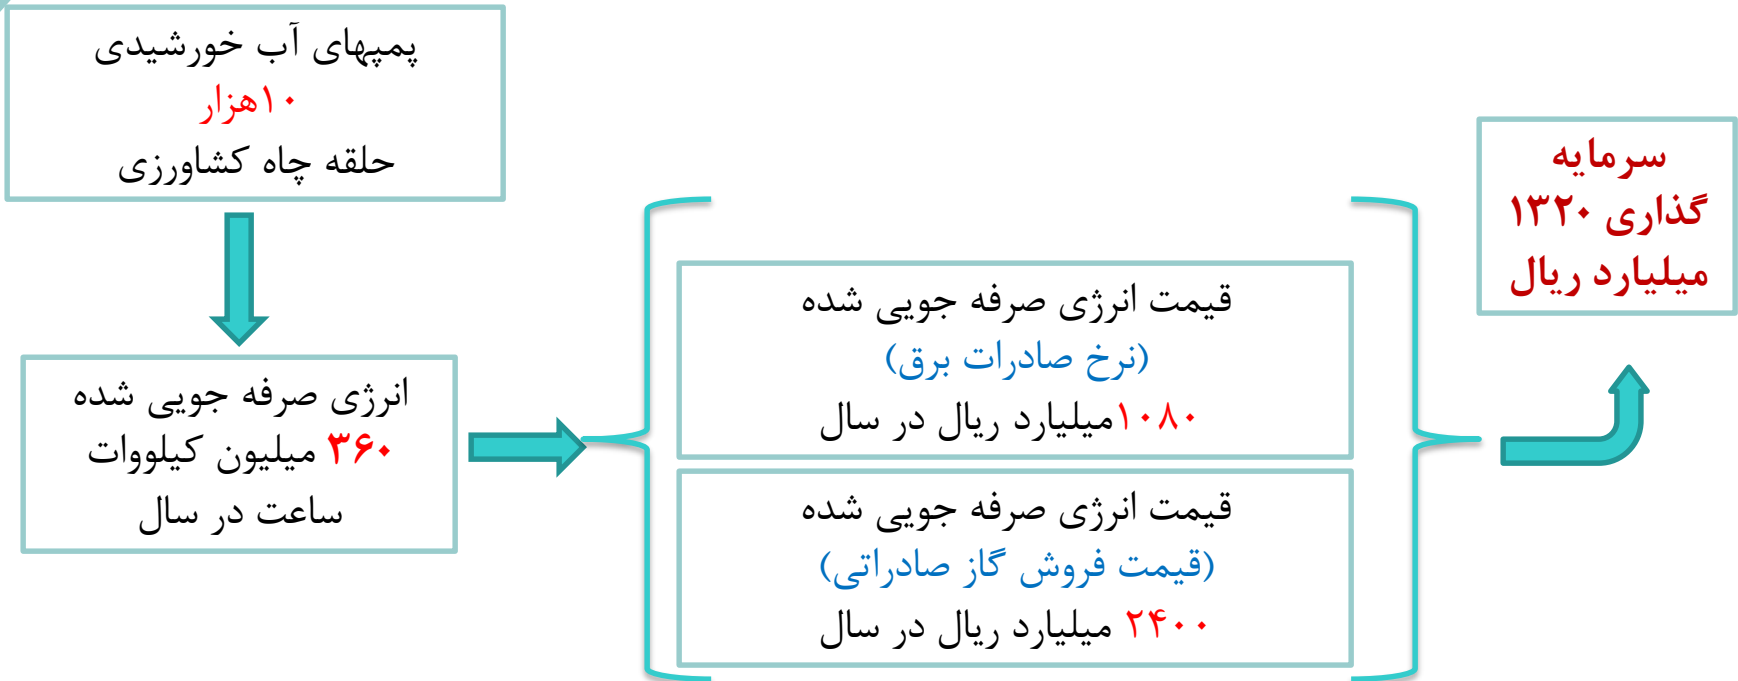 پمپهای آب خورشیدی
۱۰هزار
حلقه چاه کشاورزی
انرژی صرفه جویی شده
۳۶۰ میلیون کیلووات
ساعت در سال
قیمت انرژی صرفه جویی شده
(نرخ صادرات برق)
۱۰۸۰میلیارد ریال در سال
قیمت انرژی صرفه جویی شده
(قیمت فروش گاز صادراتی)
۲۴۰۰ میلیارد ریال در سال
سرمایه
گذاری ۱۳۲۰
میلیارد ریال